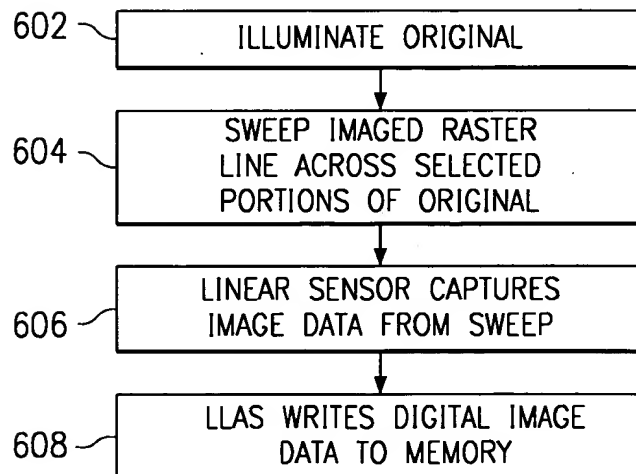 602
ILLUMINATE ORIGINAL
604
SWEEP IMAGED RASTER
LINE ACROSS SELECTED
PORTIONS OF ORIGINAL
606
LINEAR SENSOR CAPTURES
IMAGE DATA FROM SWEEP
608
LLAS WRITES DIGITAL IMAGE
DATA TO MEMORY